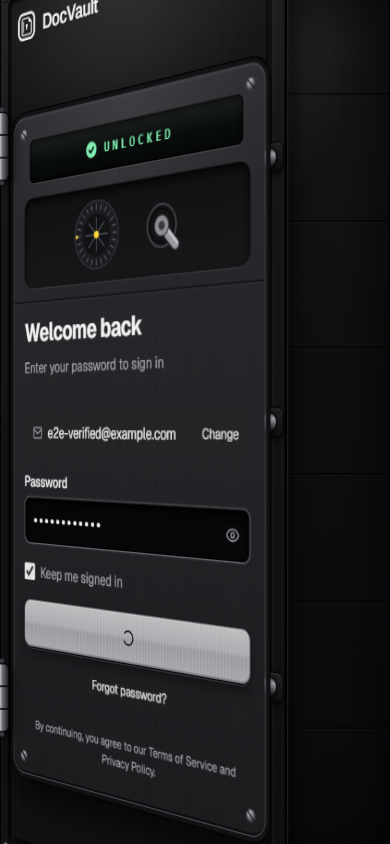 DocVault
UNLOCKED
Welcome back
Enter your password to sign in
e2e-verified@example.com
Change
Password
••••••••••••
Keep me signed in
Forgot password?
By continuing, you agree to our Terms of Service and
Privacy Policy.